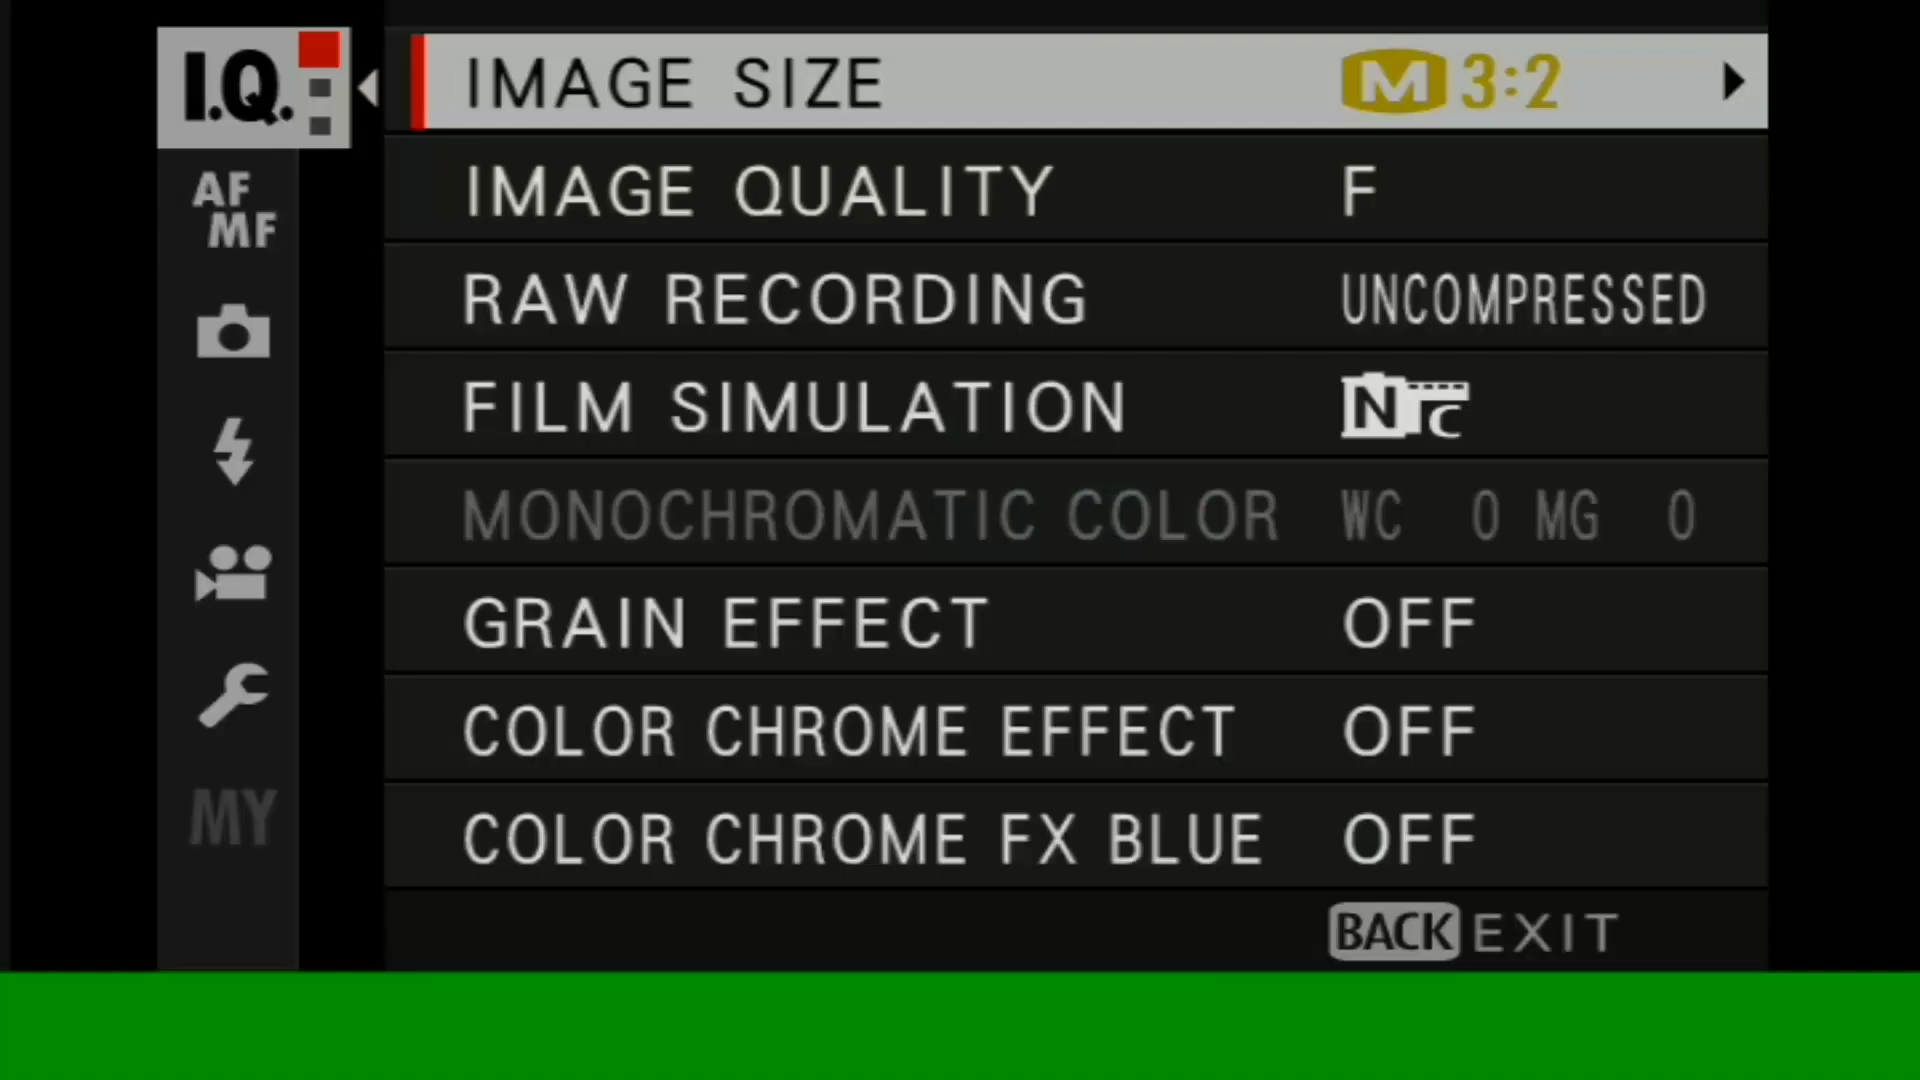 I.Q.
IMAGE SIZE M 3:2
AF
MF
IMAGE QUALITY F
RAW RECORDING UNCOMPRESSED
FILM SIMULATION Nc
MONOCHROMATIC COLOR WC 0 MG 0
GRAIN EFFECT OFF
COLOR CHROME EFFECT OFF
MY
COLOR CHROME FX BLUE OFF
BACK EXIT